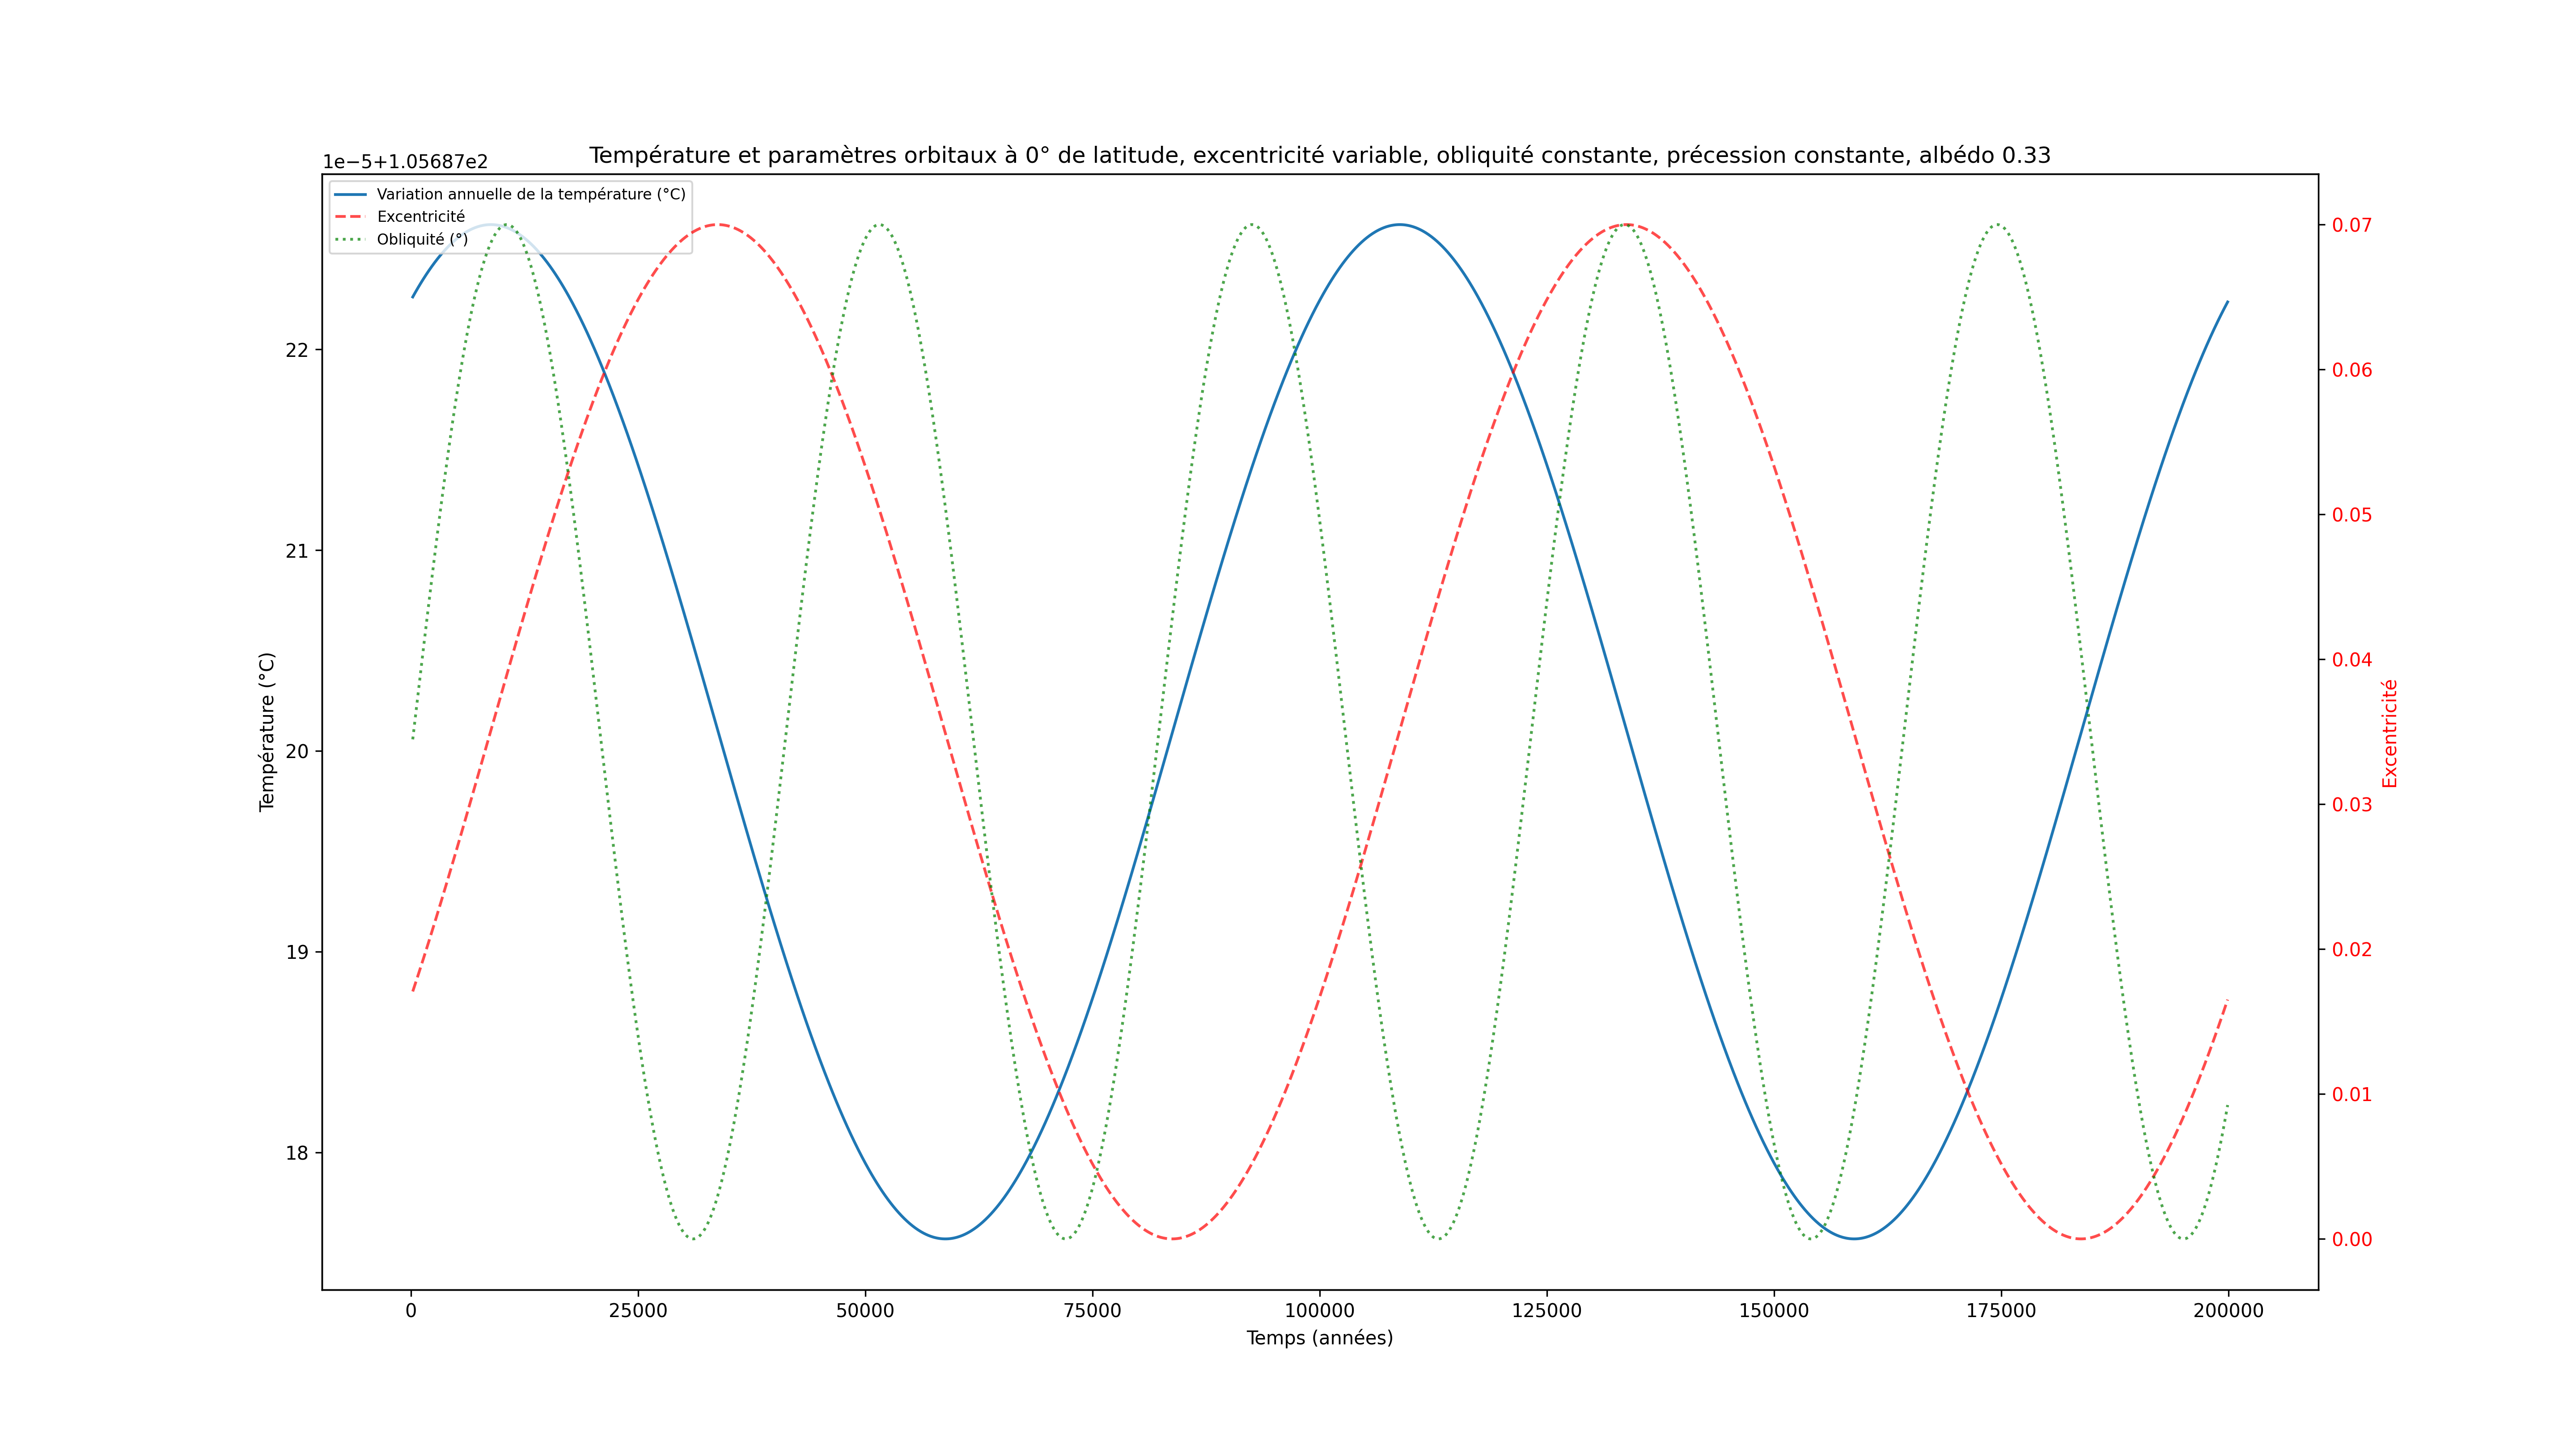 Température et paramètres orbitaux à 0° de latitude, excentricité variable, obliquité constante, précession constante, albédo 0.33
1e−5+1.05687e2
Variation annuelle de la température (°C)
Excentricité
Obliquité (°)
22
21
20
19
18
Température (°C)
0.07
0.06
0.05
0.04
0.03
0.02
0.01
0.00
Excentricité
0 25000 50000 75000 100000 125000 150000 175000 200000
Temps (années)